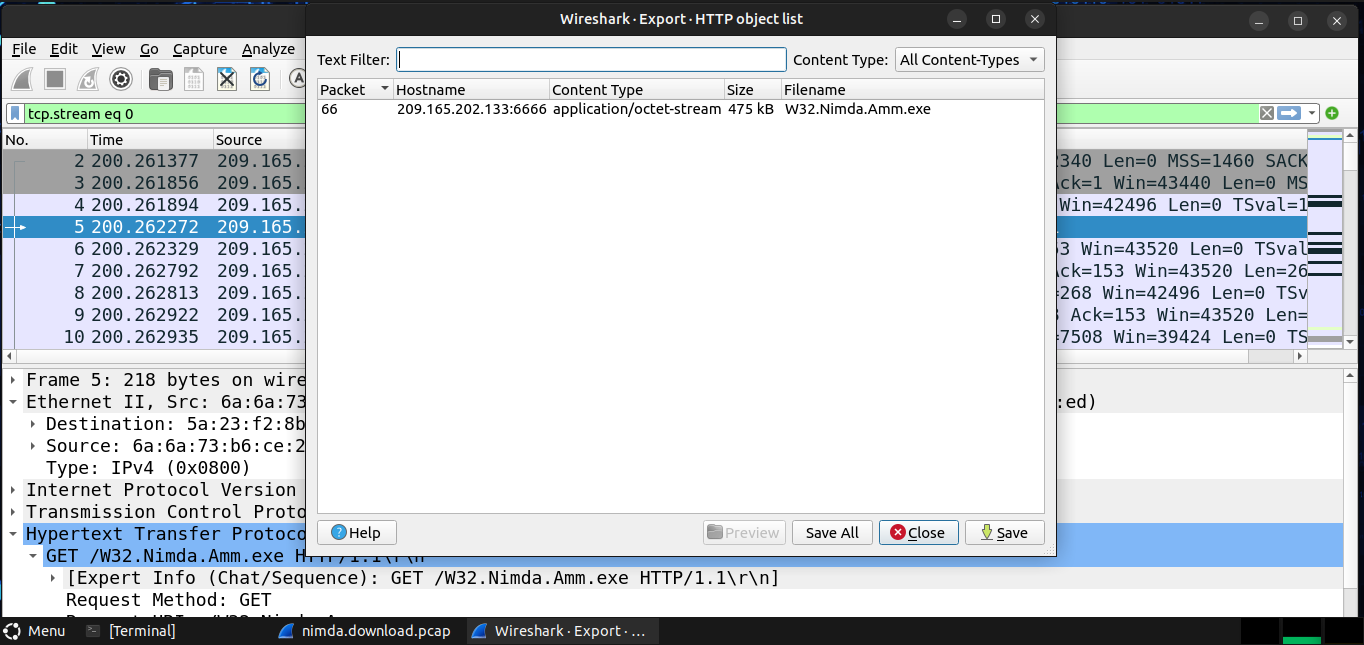 Wireshark · Export · HTTP object list
File Edit View Go Capture Analyze
Text Filter: Content Type: All Content-Types
Packet Hostname Content Type Size Filename
66 209.165.202.133:6666 application/octet-stream 475 kB W32.Nimda.Amm.exe
tcp.stream eq 0
No. Time Source
2 200.261377 209.165. 2340 Len=0 MSS=1460 SACK
3 200.261856 209.165. Ack=1 Win=43440 Len=0 MS
4 200.261894 209.165. Win=42496 Len=0 TSval=1
5 200.262272 209.165.
6 200.262329 209.165. 53 Win=43520 Len=0 TSval
7 200.262792 209.165. Ack=153 Win=43520 Len=26
8 200.262813 209.165. =268 Win=42496 Len=0 TSv
9 200.262922 209.165. Ack=153 Win=43520 Len=
10 200.262935 209.165. =7508 Win=39424 Len=0 TS
Frame 5: 218 bytes on wire
Ethernet II, Src: 6a:6a:73 :ed)
Destination: 5a:23:f2:8b
Source: 6a:6a:73:b6:ce:2
Type: IPv4 (0x0800)
Internet Protocol Version
Transmission Control Proto
Hypertext Transfer Protoco
Help Preview Save All Close Save
GET /W32.Nimda.Amm.exe HTTP/1.1\r\n
[Expert Info (Chat/Sequence): GET /W32.Nimda.Amm.exe HTTP/1.1\r\n]
Request Method: GET
Menu [Terminal] nimda.download.pcap Wireshark · Export · ...